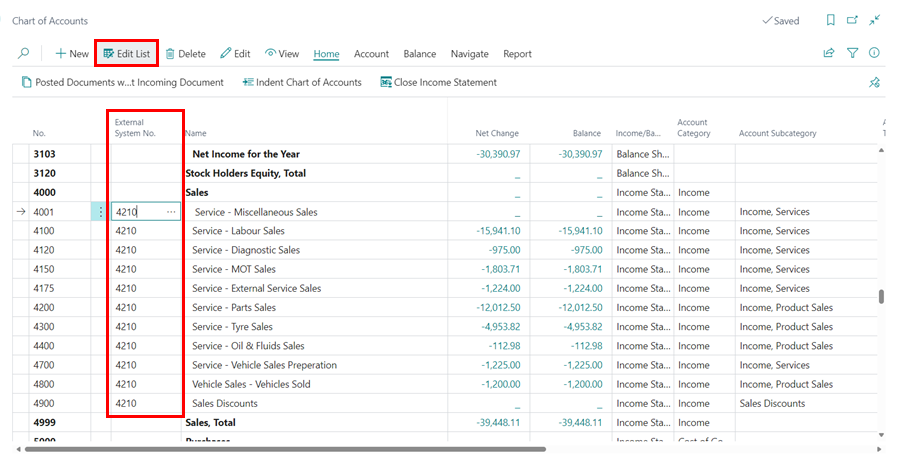 Chart of Accounts Saved
New Edit List Delete Edit View Home Account Balance Navigate Report
Posted Documents w...t Incoming Document Indent Chart of Accounts Close Income Statement
No. External System No. Name Net Change Balance Income/Ba... Account Category Account Subcategory A T
3103 Net Income for the Year -30,390.97 -30,390.97 Balance Sh...
3120 Stock Holders Equity, Total _ _ Balance Sh...
4000 Sales _ _ Income Sta... Income
4001 4210 ... Service - Miscellaneous Sales _ _ Income Sta... Income Income, Services
4100 4210 Service - Labour Sales -15,941.10 -15,941.10 Income Sta... Income Income, Services
4120 4210 Service - Diagnostic Sales -975.00 -975.00 Income Sta... Income Income, Services
4150 4210 Service - MOT Sales -1,803.71 -1,803.71 Income Sta... Income Income, Services
4175 4210 Service - External Service Sales -1,224.00 -1,224.00 Income Sta... Income Income, Services
4200 4210 Service - Parts Sales -12,012.50 -12,012.50 Income Sta... Income Income, Product Sales
4300 4210 Service - Tyre Sales -4,953.82 -4,953.82 Income Sta... Income Income, Product Sales
4400 4210 Service - Oil & Fluids Sales -112.98 -112.98 Income Sta... Income Income, Product Sales
4700 4210 Service - Vehicle Sales Preperation -1,225.00 -1,225.00 Income Sta... Income Income, Services
4800 4210 Vehicle Sales - Vehicles Sold -1,200.00 -1,200.00 Income Sta... Income Income, Product Sales
4900 4210 Sales Discounts _ _ Income Sta... Income Sales Discounts
4999 Sales, Total -39,448.11 -39,448.11 Income Sta... Income
5000 Purchases Income Sta... Cost of Go...